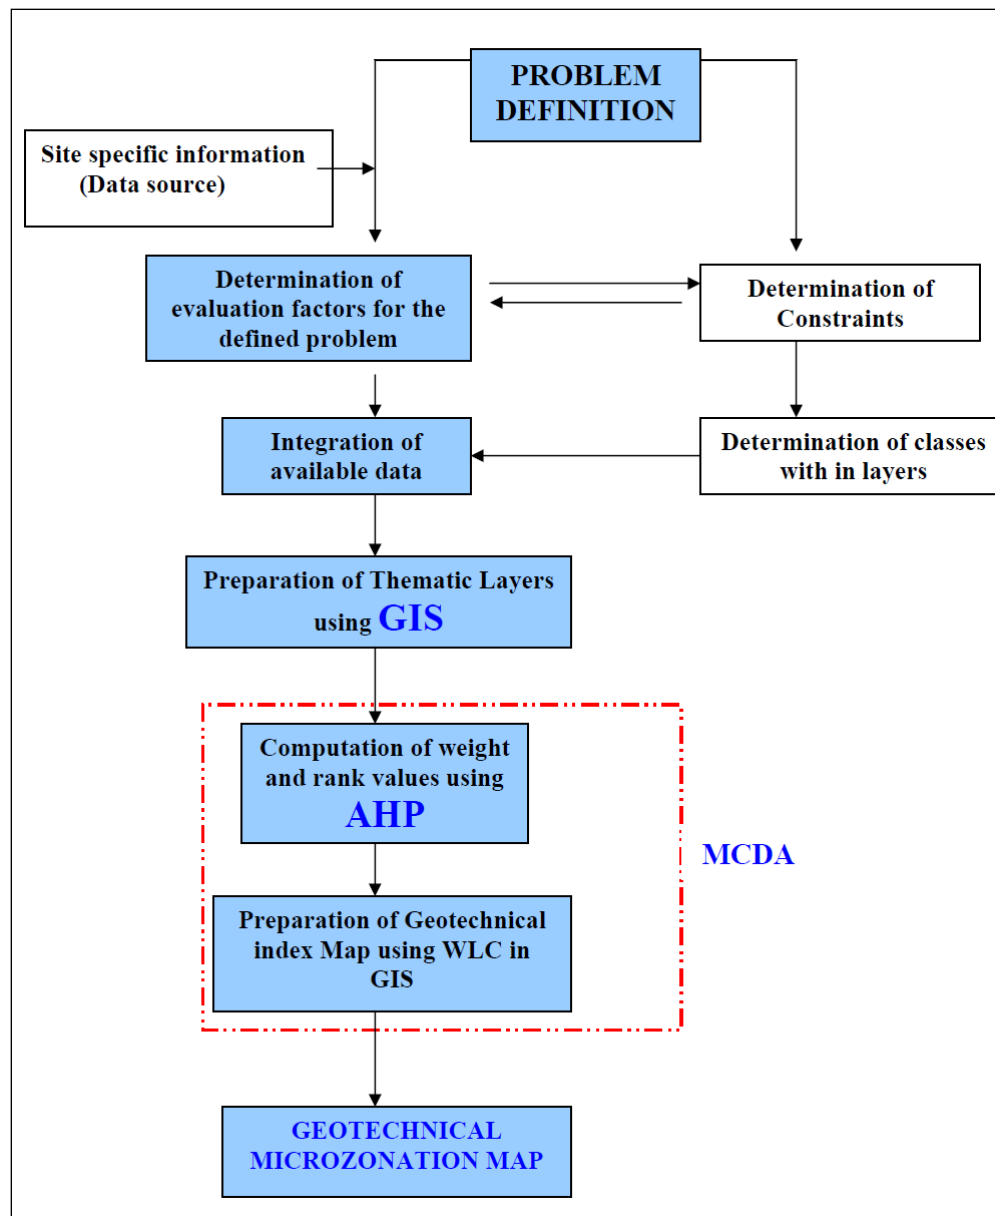 PROBLEM
DEFINITION
Site specific information
(Data source)
Determination of
evaluation factors for the
defined problem
Determination of
Constraints
Integration of
available data
Determination of classes
with in layers
Preparation of Thematic Layers
using GIS
Computation of weight
and rank values using
AHP
MCDA
Preparation of Geotechnical
index Map using WLC in
GIS
GEOTECHNICAL
MICROZONATION MAP